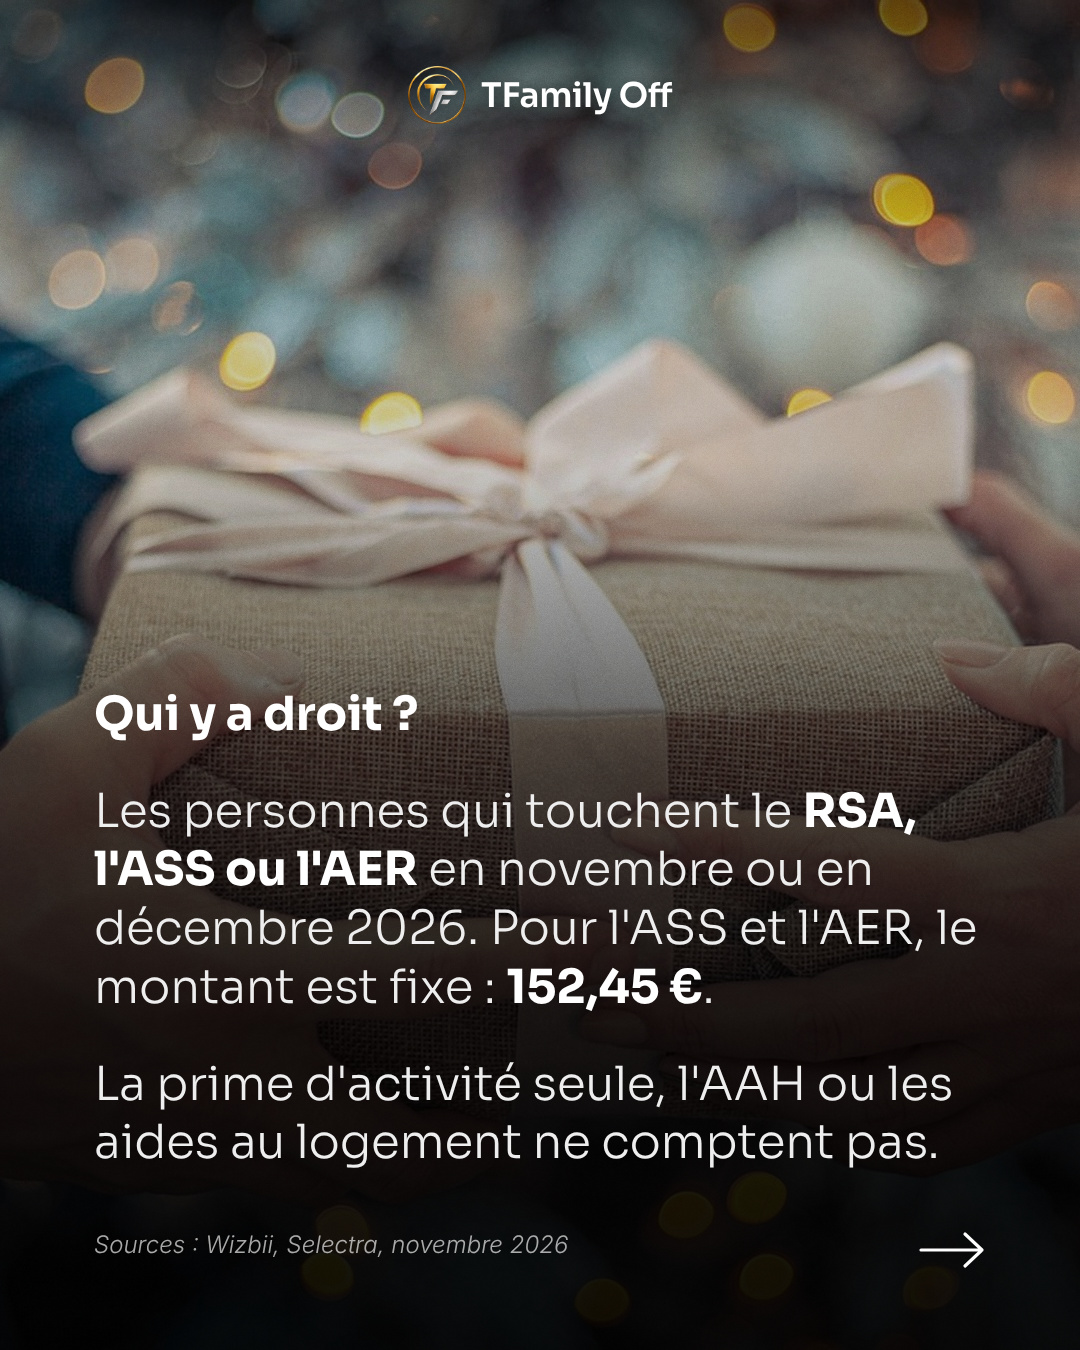 TFamily Off
Qui y a droit ?
Les personnes qui touchent le RSA,
l'ASS ou l'AER en novembre ou en
décembre 2026. Pour l'ASS et l'AER, le
montant est fixe : 152,45 €.
La prime d'activité seule, l'AAH ou les
aides au logement ne comptent pas.
Sources : Wizbii, Selectra, novembre 2026